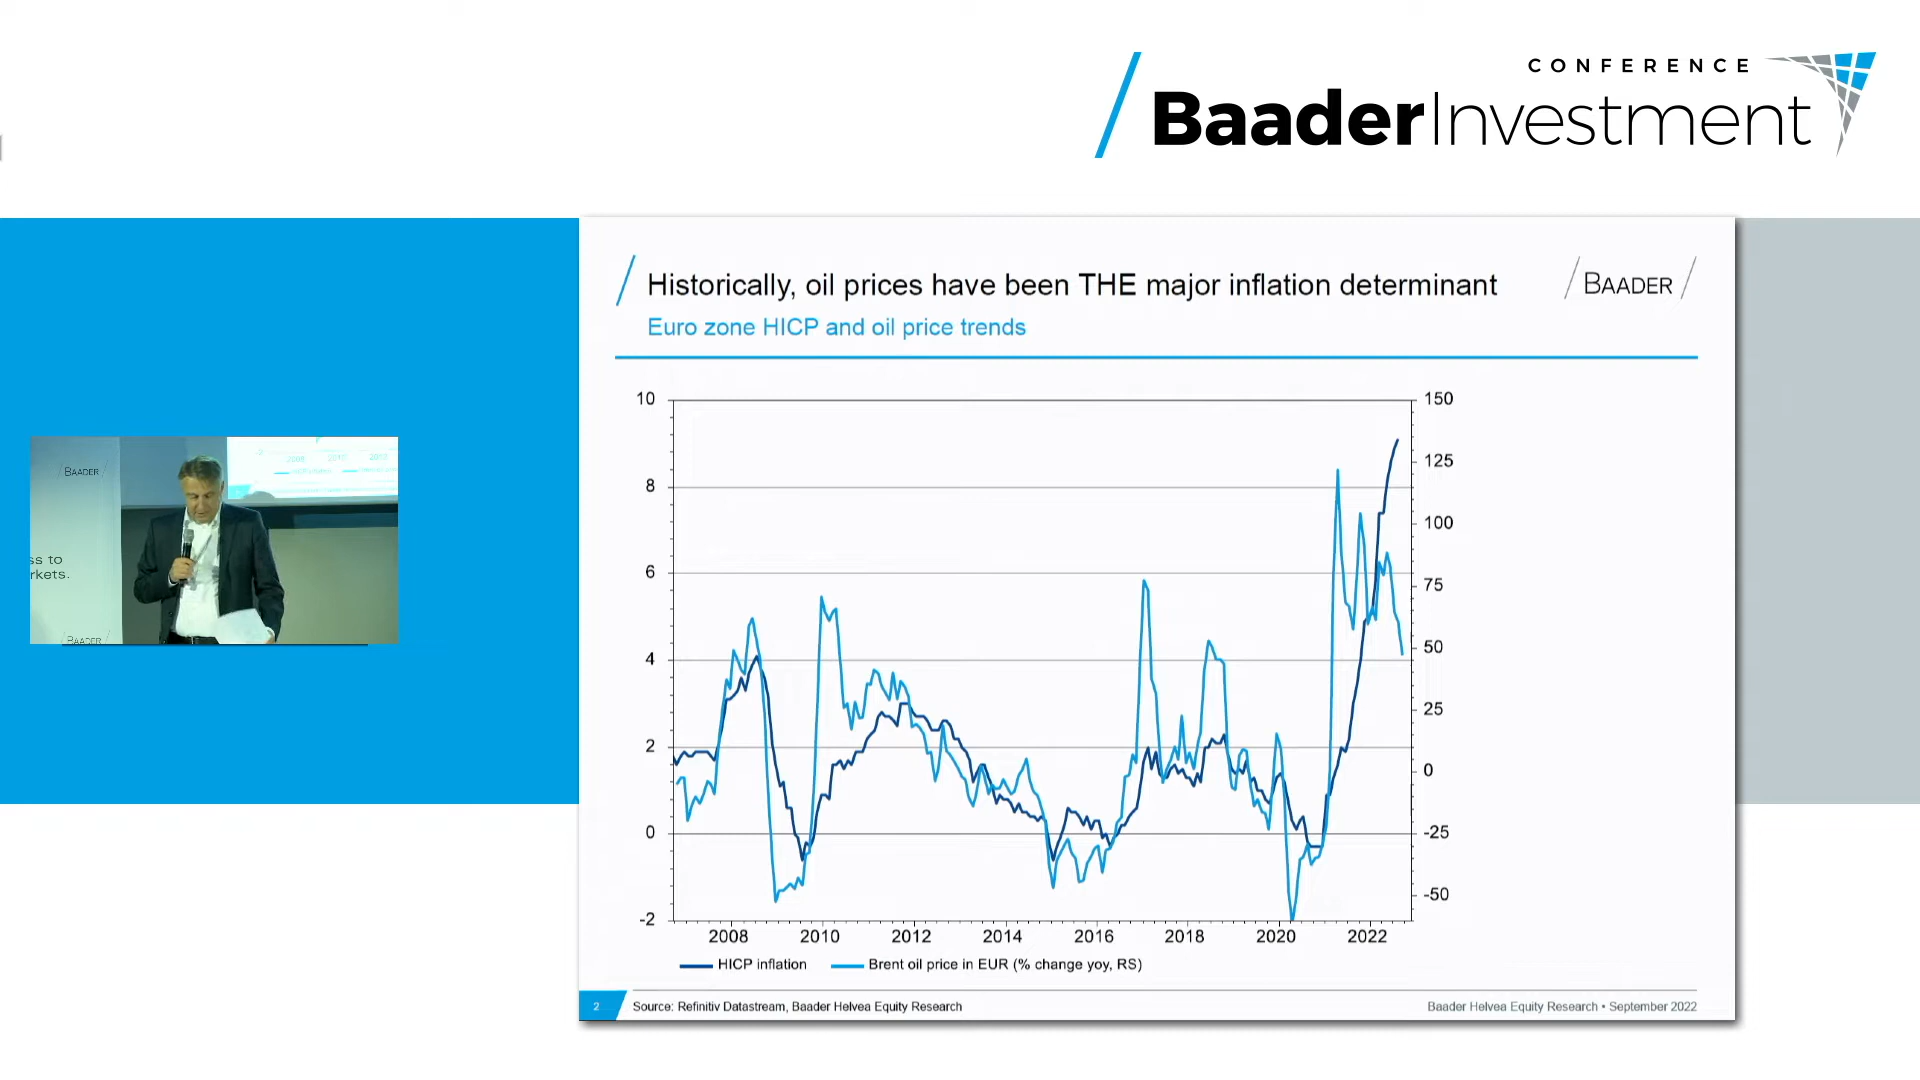 CONFERENCE
BaaderInvestment
Historically, oil prices have been THE major inflation determinant
BAADER
Euro zone HICP and oil price trends
10
8
6
4
2
0
-2
150
125
100
75
50
25
0
-25
-50
2008 2010 2012 2014 2016 2018 2020 2022
HICP inflation
Brent oil price in EUR (% change yoy, RS)
2
Source: Refinitiv Datastream, Baader Helvea Equity Research
Baader Helvea Equity Research • September 2022
BAADER
ss to
rkets.
BAADER